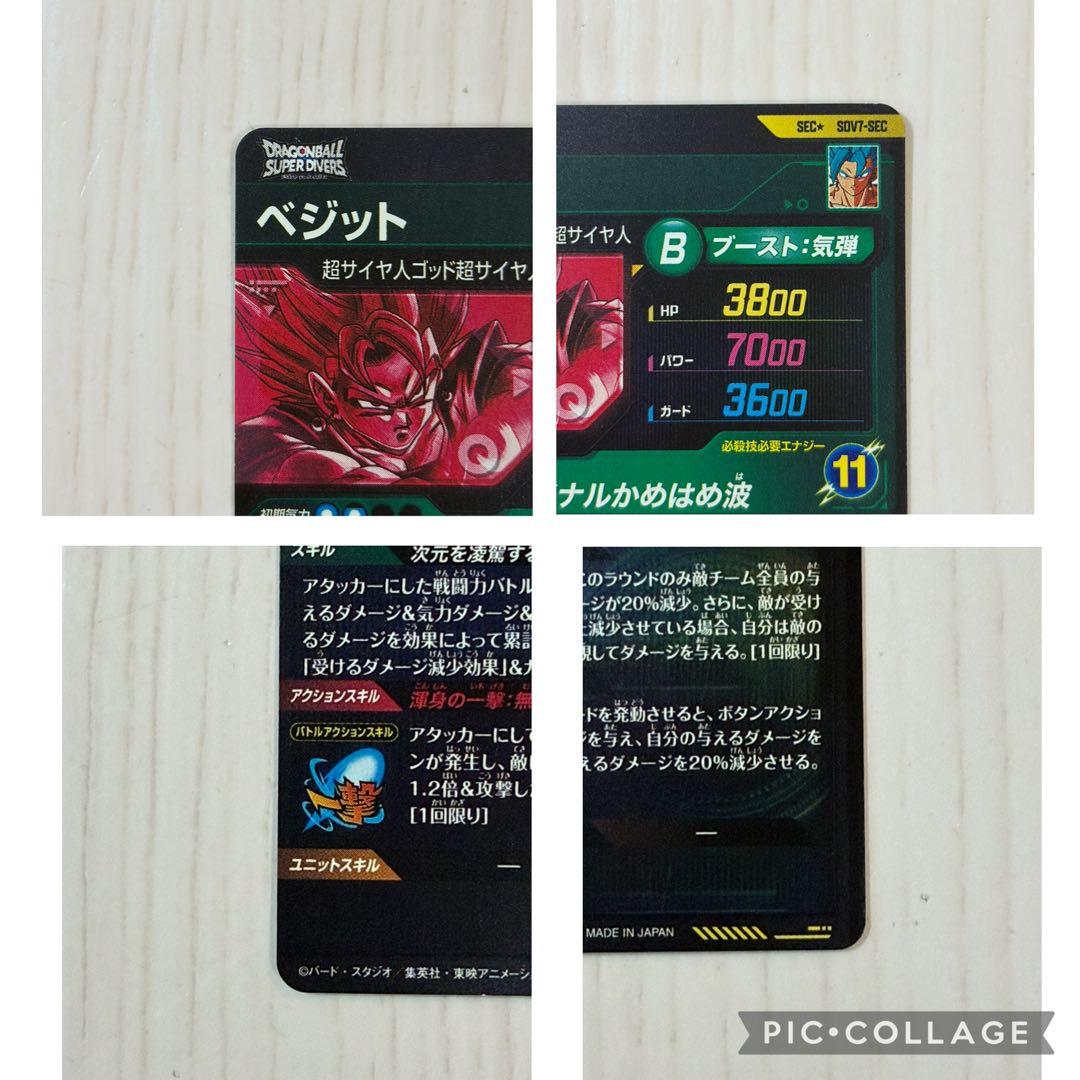 DRAGONBALL
SUPER DIVERS
ベジット
超サイヤ人ゴッド超サイヤ人
初期気力
SEC★ SDV7-SEC
超サイヤ人
B ブースト:気弾
HP 3800
パワー 7000
ガード 3600
必殺技必要エナジー
11
ナルかめはめ波
スキル 次元を凌駕する
アタッカーにした戦闘力バトル
えるダメージ&気力ダメージ&
るダメージを効果によって累計
「受けるダメージ減少効果」&
アクションスキル 渾身の一撃:無
バトルアクションスキル
アタッカーにして
ンが発生し、敵に
1.2倍&攻撃した
[1回限り]
一撃
ユニットスキル —
©バード・スタジオ/集英社・東映アニメーシ
このラウンドのみ敵チーム全員の与
ージが20%減少。さらに、敵が受け
減少させている場合、自分は敵の
視してダメージを与える。[1回限り]
ードを発動させると、ボタンアクショ
ジを与え、自分の与えるダメージを
えるダメージを20%減少させる。
—
MADE IN JAPAN
PIC•COLLAGE